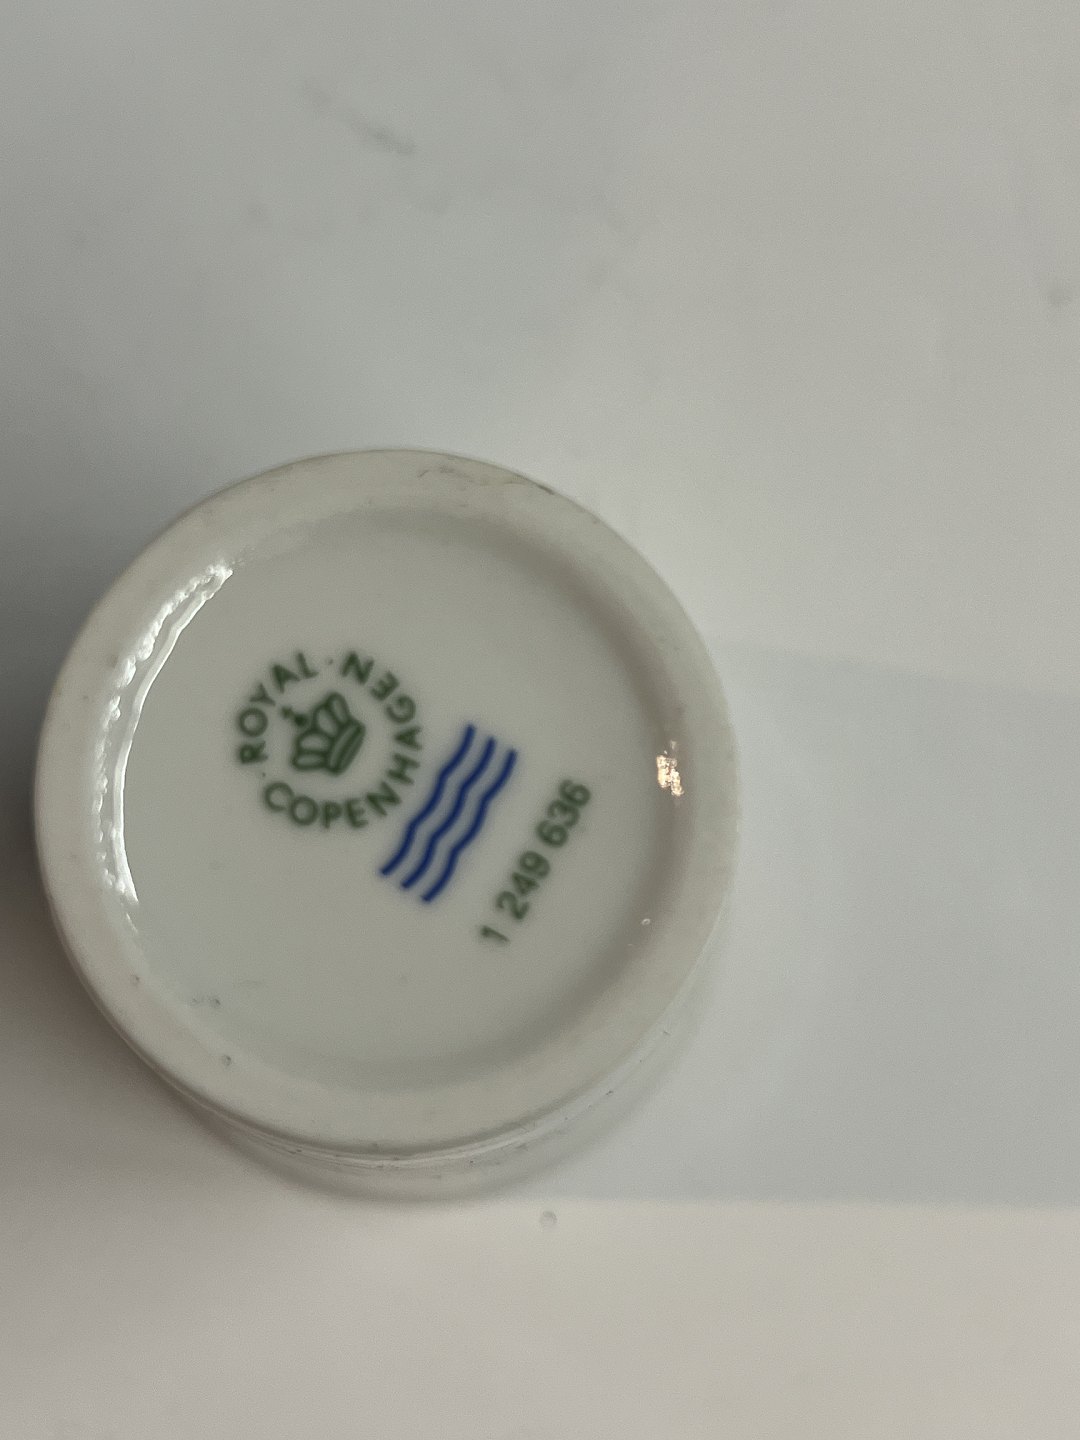 ROYAL · COPENHAGEN ·
1 249 636